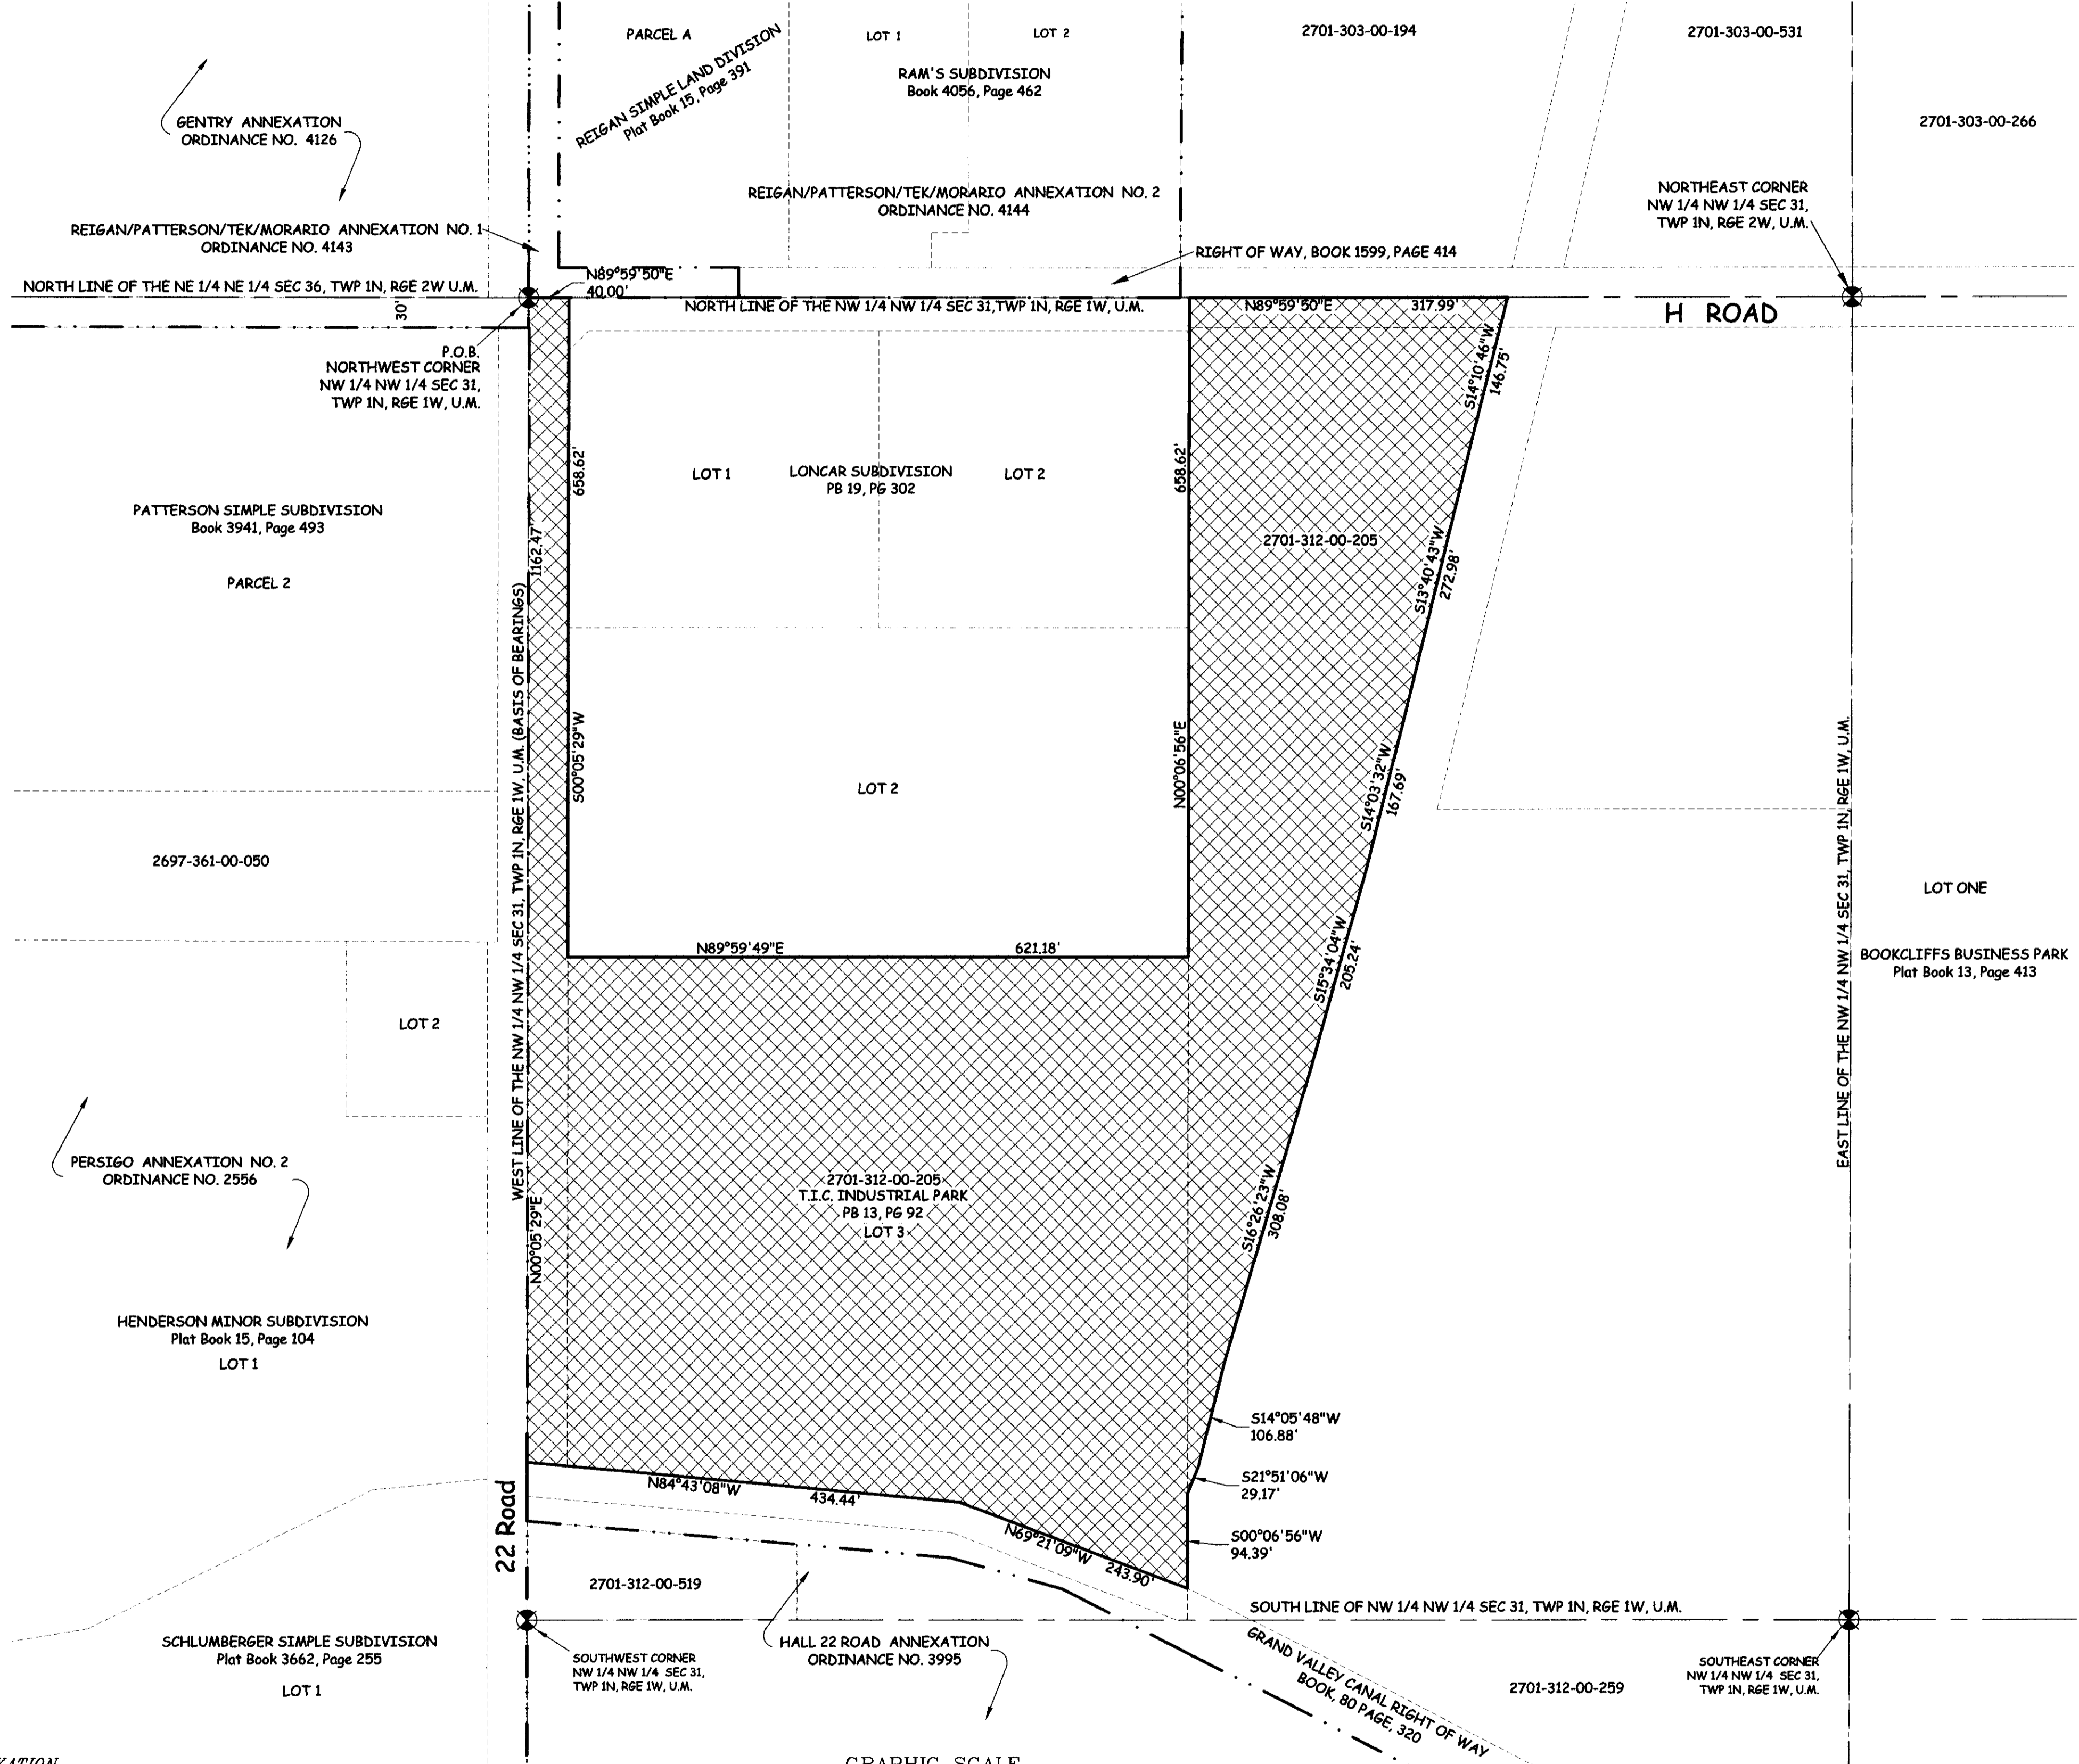 PARCEL A
REIGAN SIMPLE LAND DIVISION
Plat Book 15, Page 391
LOT 1
LOT 2
RAM'S SUBDIVISION
Book 4056, Page 462
2701-303-00-194
2701-303-00-531
2701-303-00-266
GENTRY ANNEXATION
ORDINANCE NO. 4126
REIGAN/PATTERSON/TEK/MORARIO ANNEXATION NO. 2
ORDINANCE NO. 4144
NORTHEAST CORNER
NW 1/4 NW 1/4 SEC 31,
TWP 1N, RGE 2W, U.M.
REIGAN/PATTERSON/TEK/MORARIO ANNEXATION NO. 1
ORDINANCE NO. 4143
RIGHT OF WAY, BOOK 1599, PAGE 414
NORTH LINE OF THE NE 1/4 NE 1/4 SEC 36, TWP 1N, RGE 2W U.M.
N89°59'50"E
40.00'
NORTH LINE OF THE NW 1/4 NW 1/4 SEC 31,TWP 1N, RGE 1W, U.M.
N89°59'50"E 317.99'
H ROAD
30'
P.O.B.
NORTHWEST CORNER
NW 1/4 NW 1/4 SEC 31,
TWP 1N, RGE 1W, U.M.
S14°10'46"W
146.75'
658.62'
658.62'
LOT 1
LONCAR SUBDIVISION
PB 19, PG 302
LOT 2
PATTERSON SIMPLE SUBDIVISION
Book 3941, Page 493
PARCEL 2
1162.47'
2701-312-00-205
S13°40'43"W
272.98'
WEST LINE OF THE NW 1/4 NW 1/4 SEC 31, TWP 1N, RGE 1W, U.M. (BASIS OF BEARINGS)
S00°05'29"W
N00°06'56"E
LOT 2
S14°03'32"W
167.69'
EAST LINE OF THE NW 1/4 NW 1/4 SEC 31, TWP 1N, RGE 1W, U.M.
2697-361-00-050
LOT ONE
BOOKCLIFFS BUSINESS PARK
Plat Book 13, Page 413
N89°59'49"E 621.18'
S15°34'04"W
205.24'
LOT 2
PERSIGO ANNEXATION NO. 2
ORDINANCE NO. 2556
2701-312-00-205
T.I.C. INDUSTRIAL PARK
PB 13, PG 92
LOT 3
S16°26'23"W
308.08'
N00°05'29"E
HENDERSON MINOR SUBDIVISION
Plat Book 15, Page 104
LOT 1
S14°05'48"W
106.88'
S21°51'06"W
29.17'
N84°43'08"W 434.44'
22 Road
N69°21'09"W 243.90'
S00°06'56"W
94.39'
2701-312-00-519
SOUTH LINE OF NW 1/4 NW 1/4 SEC 31, TWP 1N, RGE 1W, U.M.
SCHLUMBERGER SIMPLE SUBDIVISION
Plat Book 3662, Page 255
LOT 1
SOUTHWEST CORNER
NW 1/4 NW 1/4 SEC 31,
TWP 1N, RGE 1W, U.M.
HALL 22 ROAD ANNEXATION
ORDINANCE NO. 3995
GRAND VALLEY CANAL RIGHT OF WAY
BOOK, 80 PAGE, 320
2701-312-00-259
SOUTHEAST CORNER
NW 1/4 NW 1/4 SEC 31,
TWP 1N, RGE 1W, U.M.
GRAPHIC SCALE